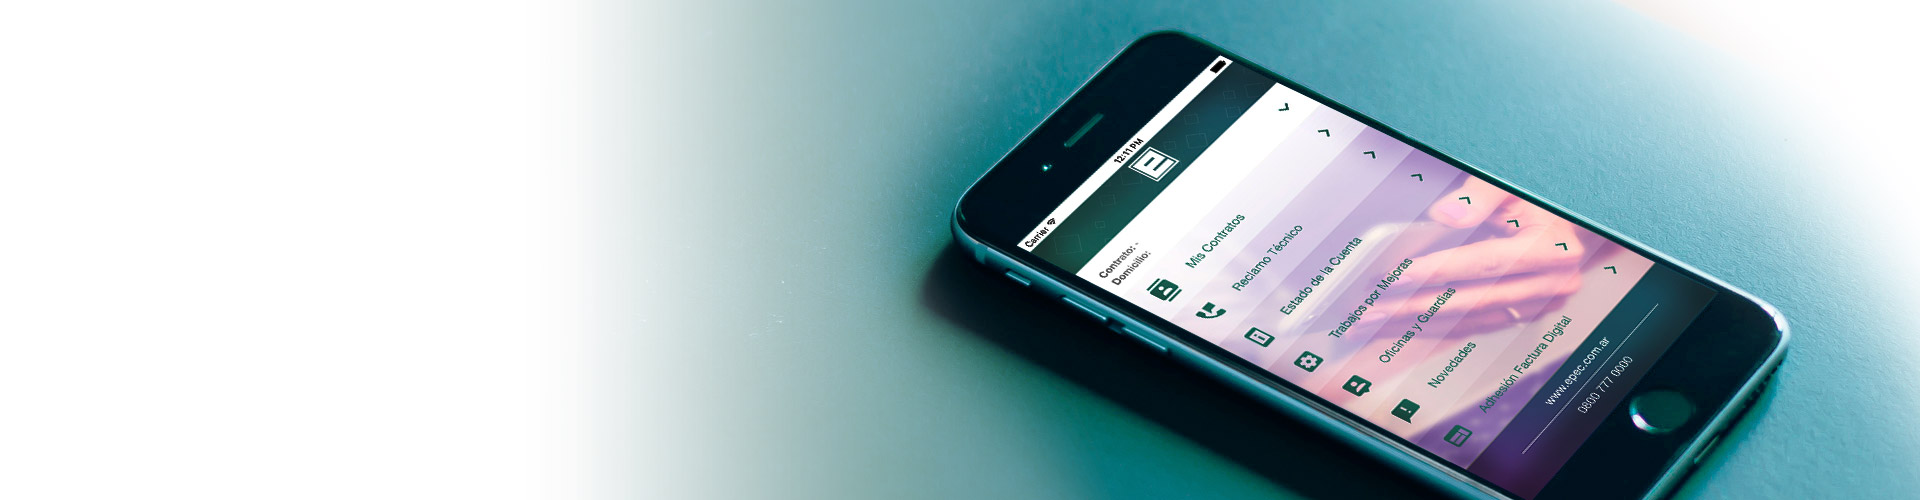 Carrier
12:11 PM
Contrato: -
Domicilio:
Mis Contratos
Reclamo Técnico
Estado de la Cuenta
Trabajos por Mejoras
Oficinas y Guardias
Novedades
Adhesión Factura Digital
www.epec.com.ar
0800 777 0000